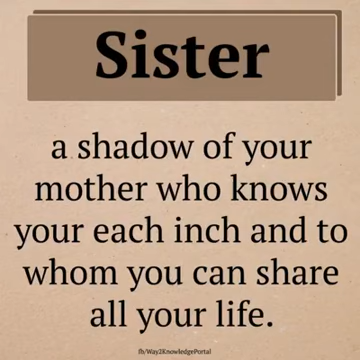 Sister
a shadow of your
mother who knows
your each inch and to
whom you can share
all your life.
fb/Way2KnowledgePortal